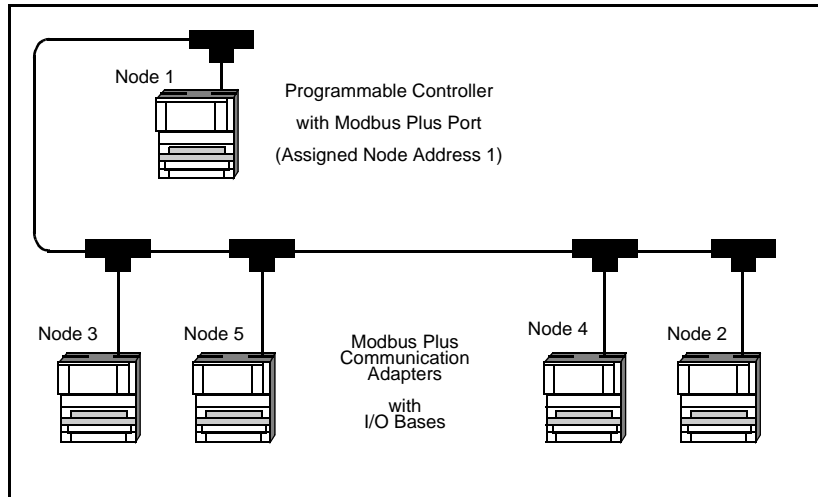 Node 1
Programmable Controller
with Modbus Plus Port
(Assigned Node Address 1)
Node 3
Node 5
Modbus Plus
Communication
Adapters
with
I/O Bases
Node 4
Node 2